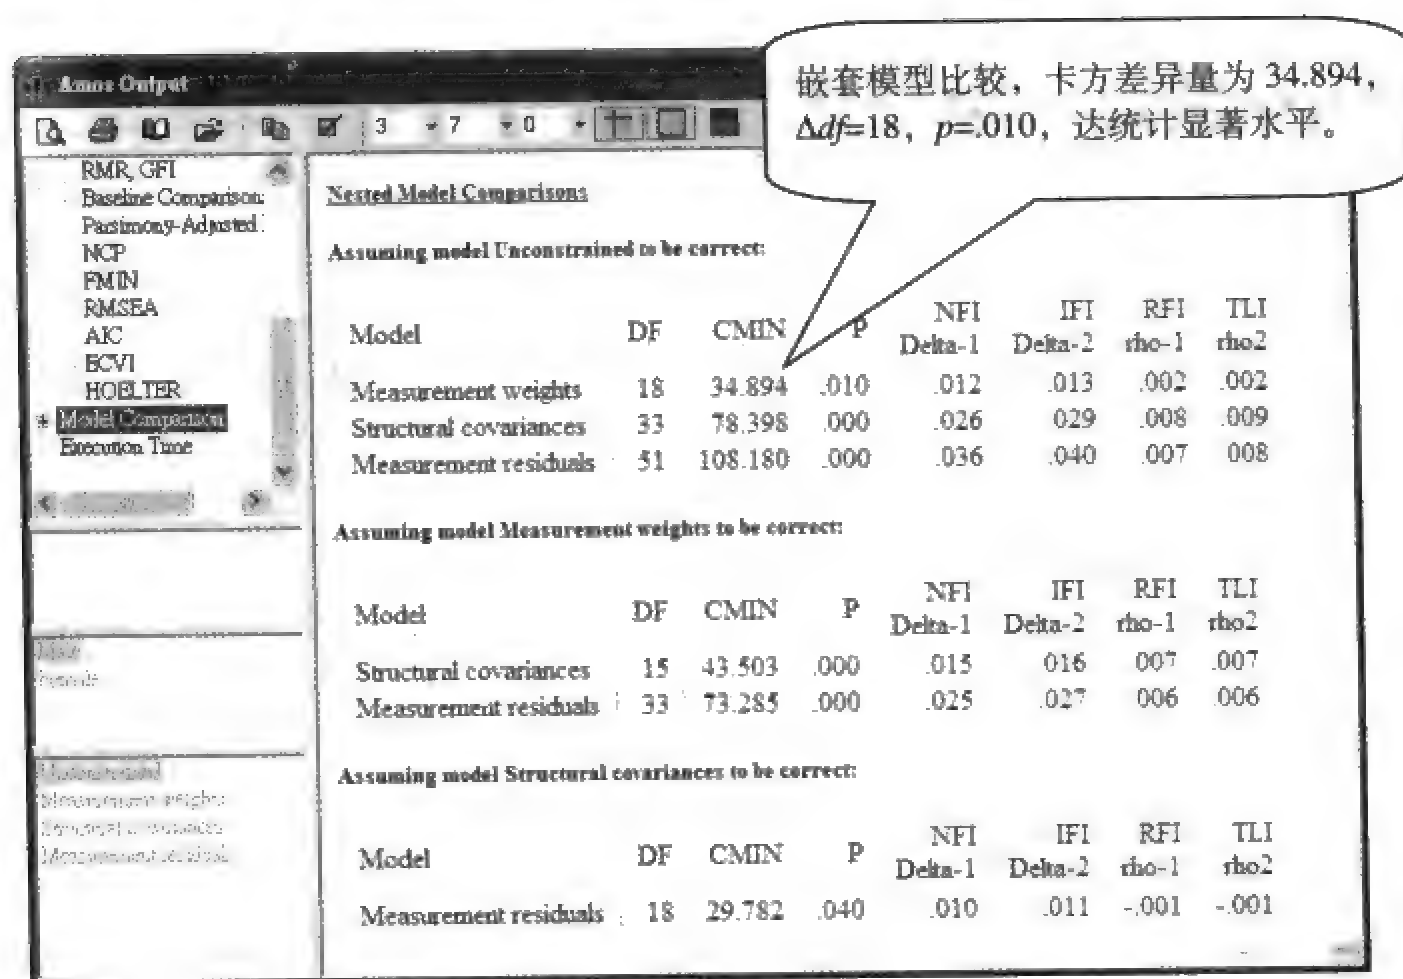 嵌套模型比较，卡方差异量为 34.894，
Δdf=18，p=.010，达统计显著水平。
Amos Output
3 7 0
RMR, GFI
Baseline Comparison:
Parsimony-Adjusted
NCP
FMIN
RMSEA
AIC
ECVI
HOELTER
Model Comparison
Execution Time
Nested Model Comparisons
Assuming model Unconstrained to be correct:
Model DF CMIN P NFI Delta-1 IFI Delta-2 RFI rho-1 TLI rho2
Measurement weights 18 34.894 .010 .012 .013 .002 .002
Structural covariances 33 78.398 .000 .026 029 .008 .009
Measurement residuals 51 108.180 .000 .036 .040 .007 008
Assuming model Measurement weights to be correct:
Model DF CMIN P NFI Delta-1 IFI Delta-2 RFI rho-1 TLI rho2
Structural covariances 15 43.503 .000 .015 016 007 .007
Measurement residuals 33 73.285 .000 .025 .027 006 .006
Assuming model Structural covariances to be correct:
Model DF CMIN P NFI Delta-1 IFI Delta-2 RFI rho-1 TLI rho2
Measurement residuals 18 29.782 .040 .010 .011 -.001 -.001
Measurement weights